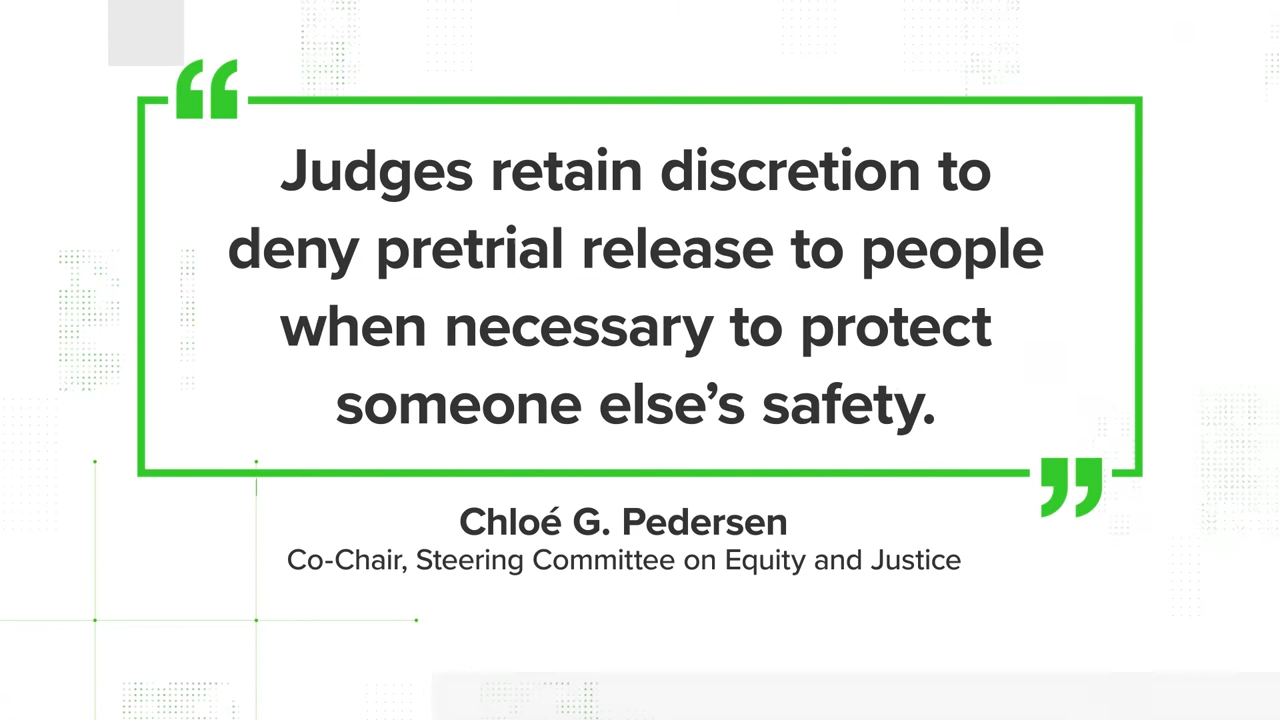 “
Judges retain discretion to
deny pretrial release to people
when necessary to protect
someone else’s safety.
”
Chloé G. Pedersen
Co-Chair, Steering Committee on Equity and Justice